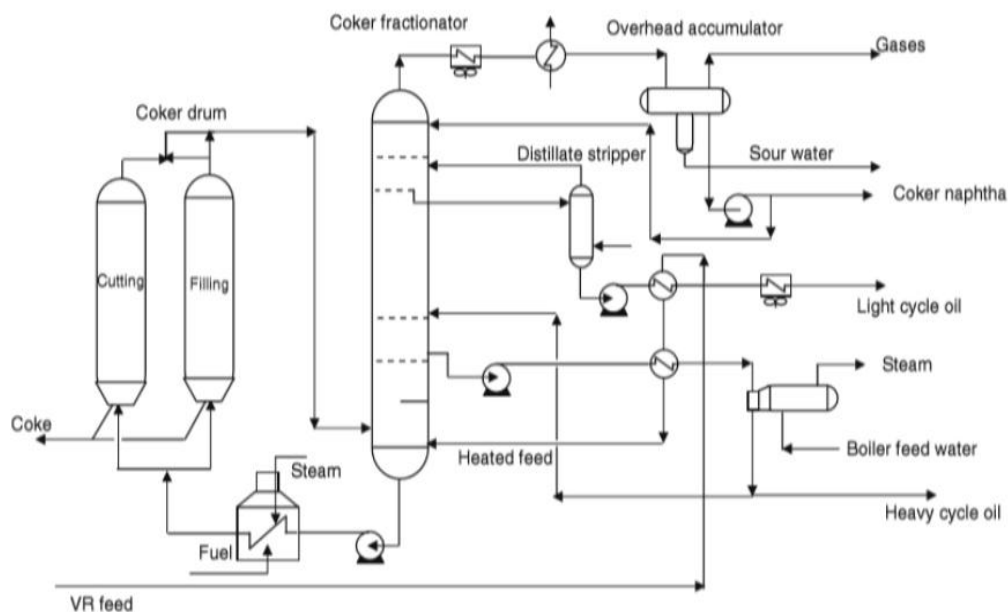 Coker fractionator
Overhead accumulator
Gases
Coker drum
Distillate stripper
Sour water
Coker naphtha
Cutting
Filling
Light cycle oil
Steam
Coke
Heated feed
Boiler feed water
Steam
Heavy cycle oil
Fuel
VR feed